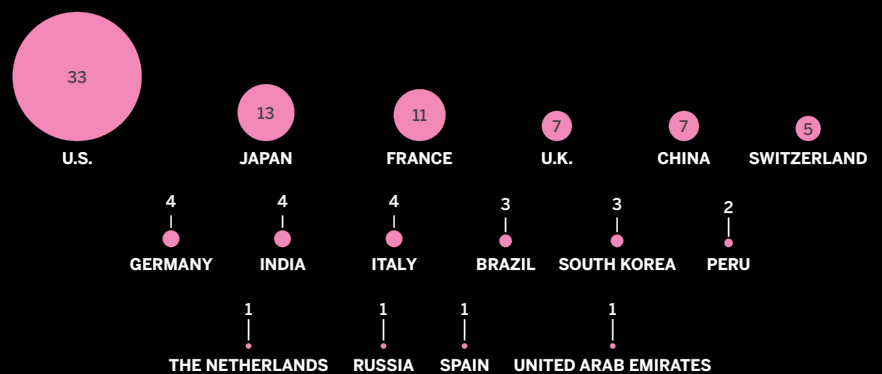 33 13 11 7 7 5
U.S. JAPAN FRANCE U.K. CHINA SWITZERLAND
4 4 4 3 3 2
GERMANY INDIA ITALY BRAZIL SOUTH KOREA PERU
1 1 1 1
THE NETHERLANDS RUSSIA SPAIN UNITED ARAB EMIRATES